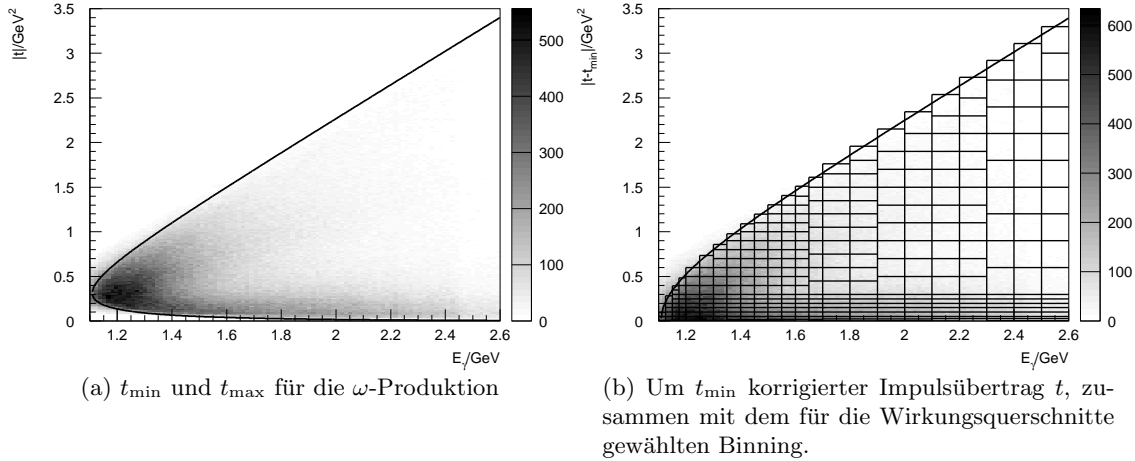 |t|/GeV²
3.5
3
2.5
2
1.5
1
0.5
0
1.2 1.4 1.6 1.8 2 2.2 2.4 2.6
E_γ/GeV
500
400
300
200
100
0
(a) t_min und t_max für die ω-Produktion
|t-t_min|/GeV²
3.5
3
2.5
2
1.5
1
0.5
0
1.2 1.4 1.6 1.8 2 2.2 2.4 2.6
E_γ/GeV
600
500
400
300
200
100
0
(b) Um t_min korrigierter Impulsübertrag t, zu-
sammen mit dem für die Wirkungsquerschnitte
gewählten Binning.